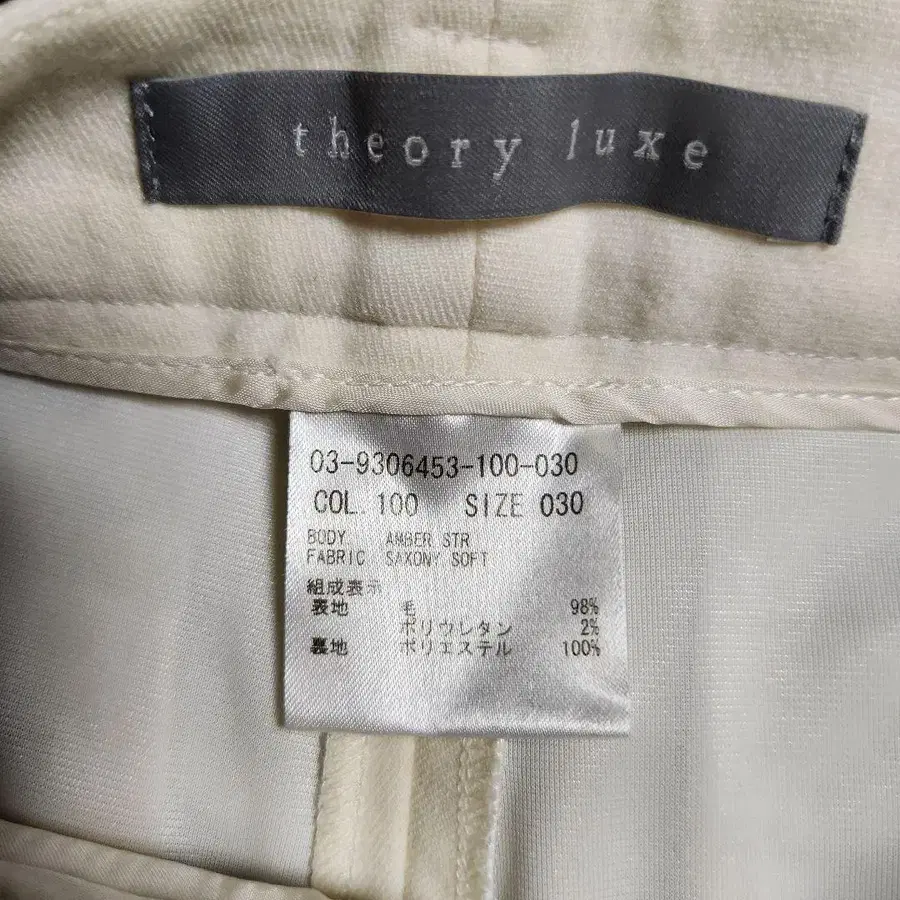 theory luxe
03-9306453-100-030
COL. 100 SIZE 030
BODY AMBER STR
FABRIC SAXONY SOFT
組成表示
表地 毛 98%
ポリウレタン 2%
裏地 ポリエステル 100%